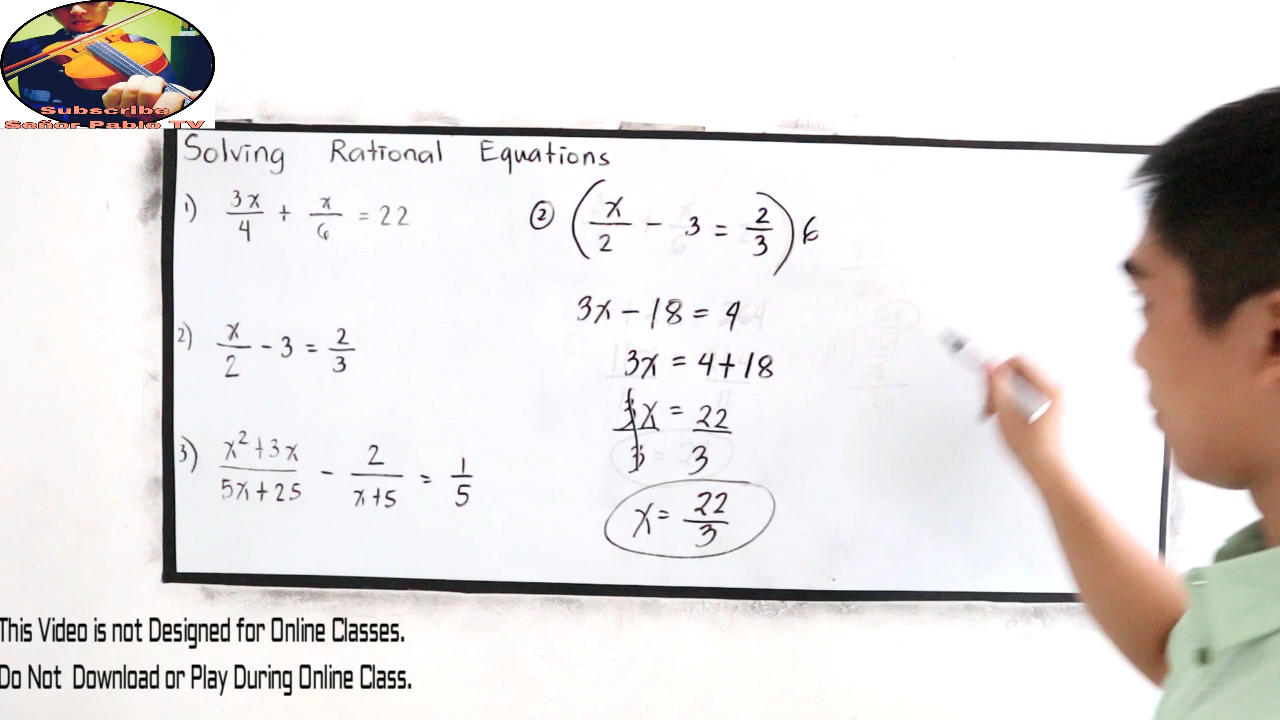 Subscribe
Señor Pablo TV
Solving Rational Equations
1) 3x/4 + x/6 = 22
2) x/2 - 3 = 2/3
3) x²+3x/5x+25 - 2/x+5 = 1/5
② (x/2 - 3 = 2/3) 6
3x - 18 = 4
3x = 4+18
3x/3 = 22/3
x = 22/3
This Video is not Designed for Online Classes.
Do Not Download or Play During Online Class.